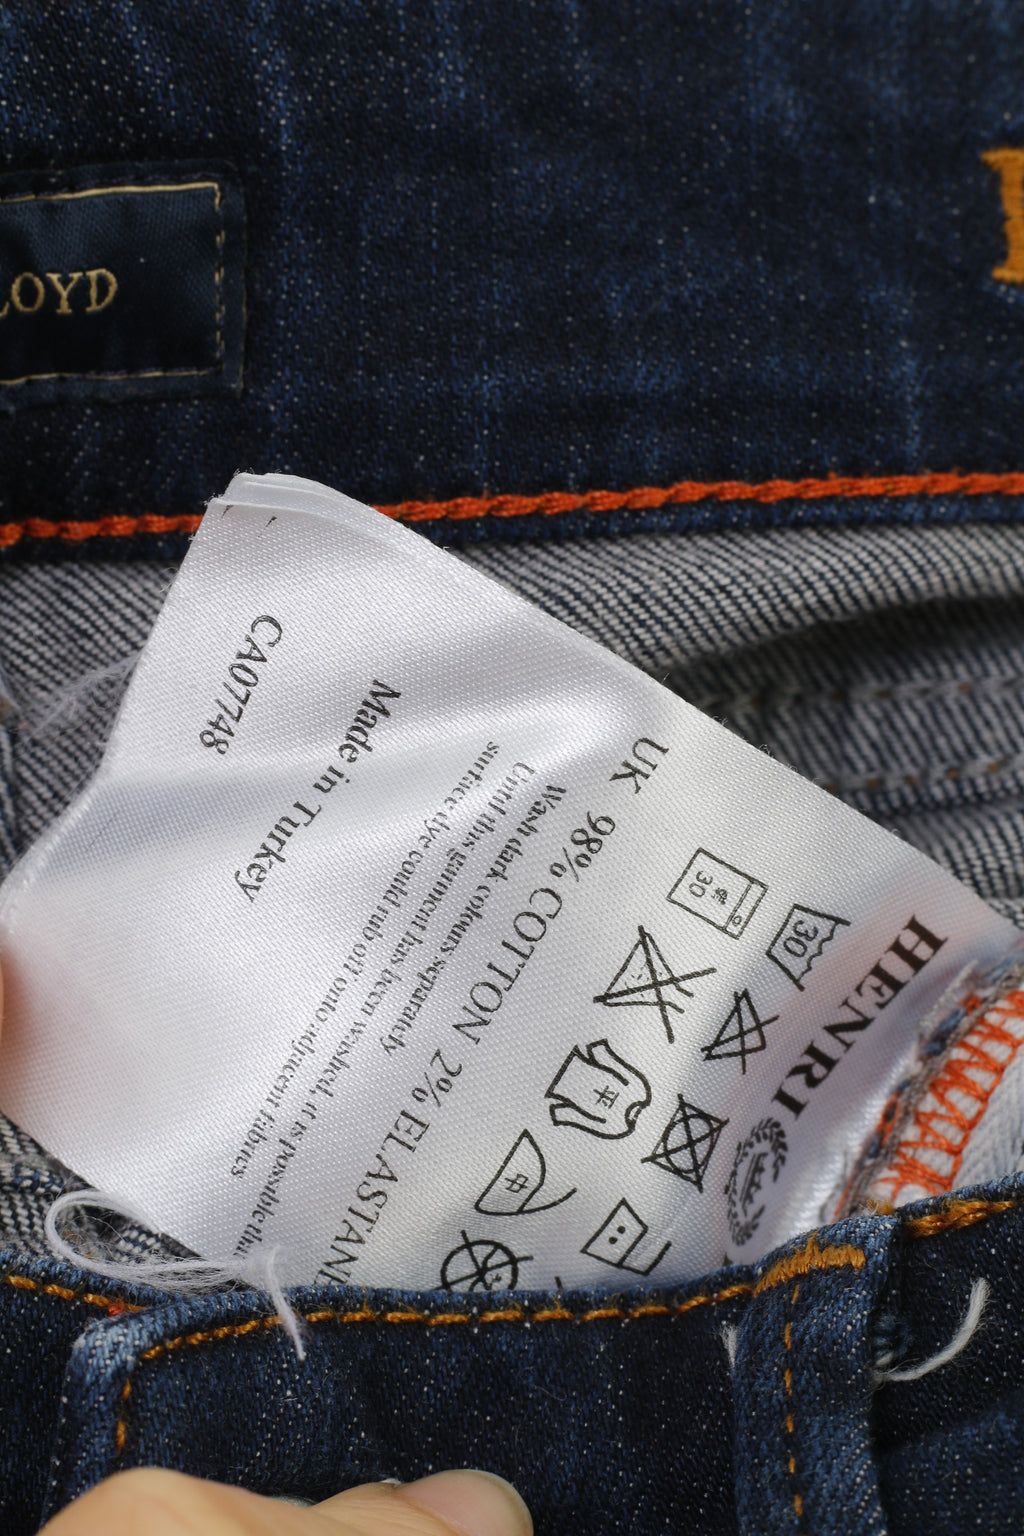 LOYD
HENRI
30
30
UK 98% COTTON 2% ELASTAN
Wash dark colours separately
Until this garment has been washed, it is possible that
surface dye could rub off onto adjacent fabrics
Made in Turkey
CA07748